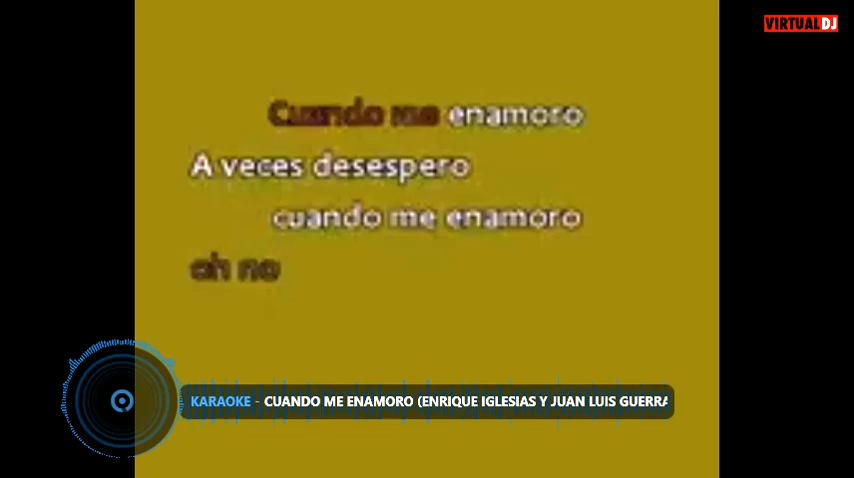 VIRTUALDJ
Cuando me enamoro
A veces desespero
cuando me enamoro
oh no
KARAOKE - CUANDO ME ENAMORO (ENRIQUE IGLESIAS Y JUAN LUIS GUERRA